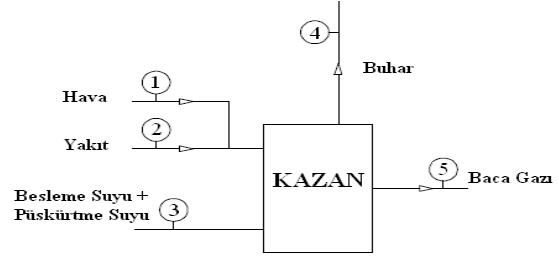 4
Buhar
1
Hava
2
Yakıt
KAZAN
5
Baca Gazı
Besleme Suyu +
Püskürtme Suyu
3